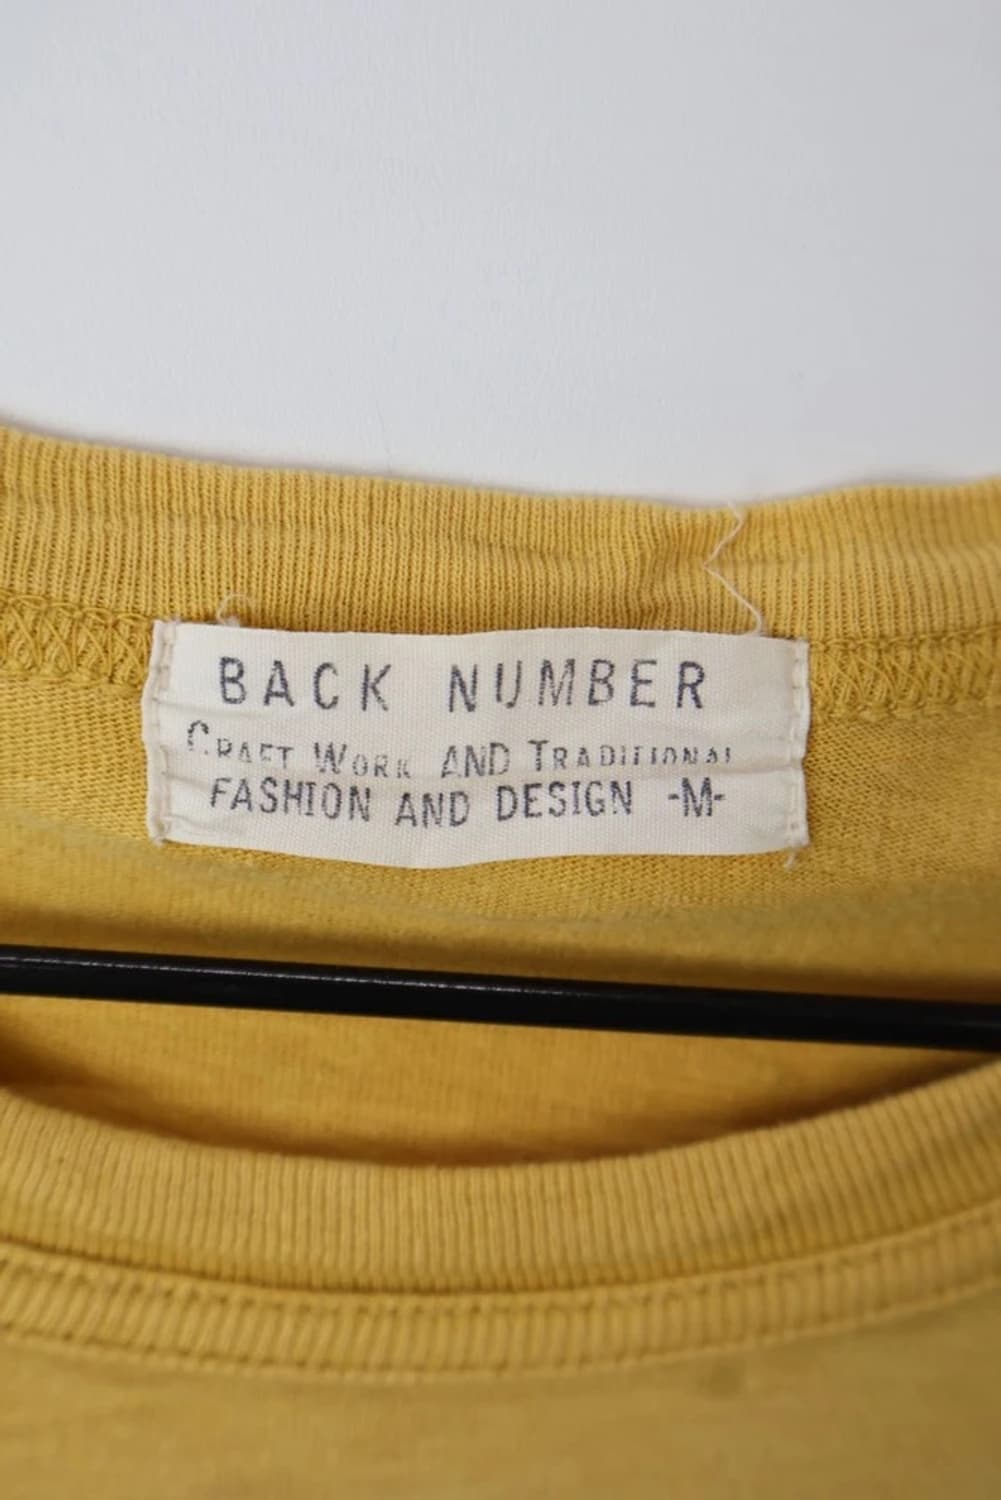 BACK NUMBER
CRAFT WORK AND TRADITIONAL
FASHION AND DESIGN -M-